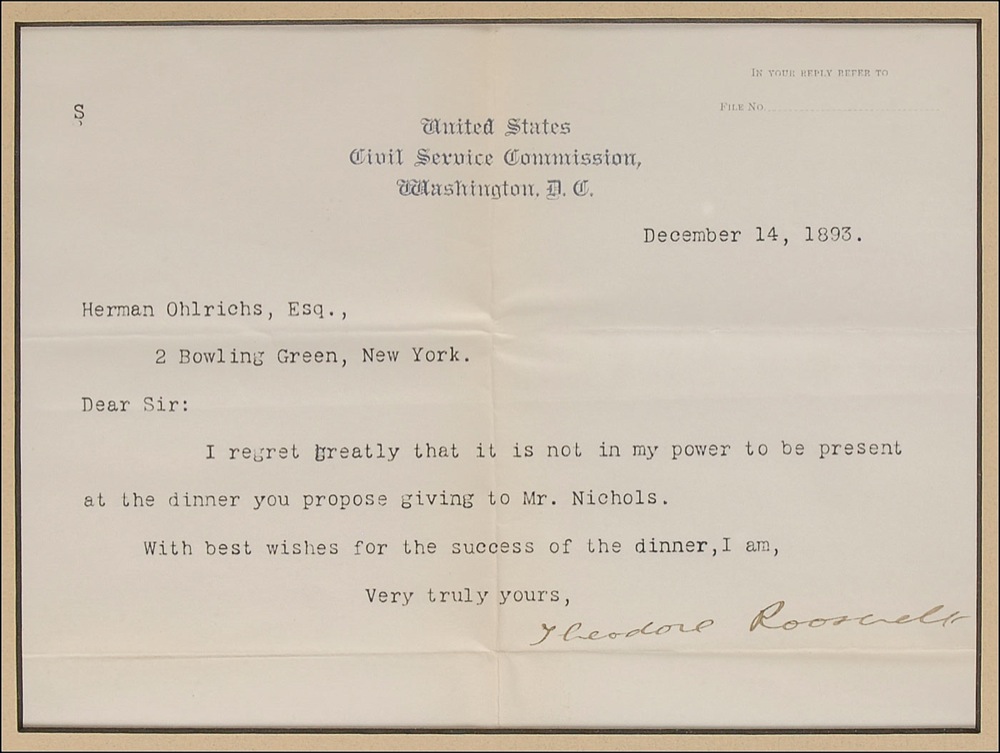 IN YOUR REPLY REFER TO
FILE No.
S
United States
Civil Service Commission,
Washington, D. C.
December 14, 1893.
Herman Ohlrichs, Esq.,
2 Bowling Green, New York.
Dear Sir:
I regret greatly that it is not in my power to be present
at the dinner you propose giving to Mr. Nichols.
With best wishes for the success of the dinner,I am,
Very truly yours,
Theodore Roosevelt